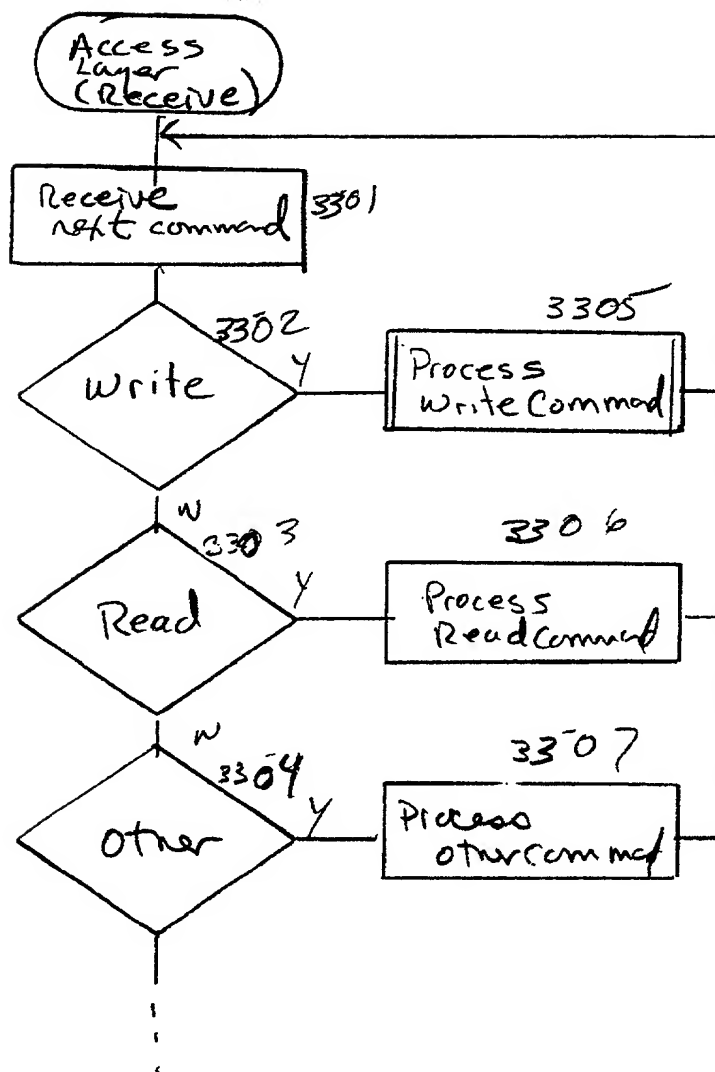 Access
Layer
(Receive)
Receive
next command
3301
3302
Write
Y
3305
Process
Write Command
N
3303
Read
Y
3306
Process
Read command
N
3304
Other
Y
3307
Process
other command